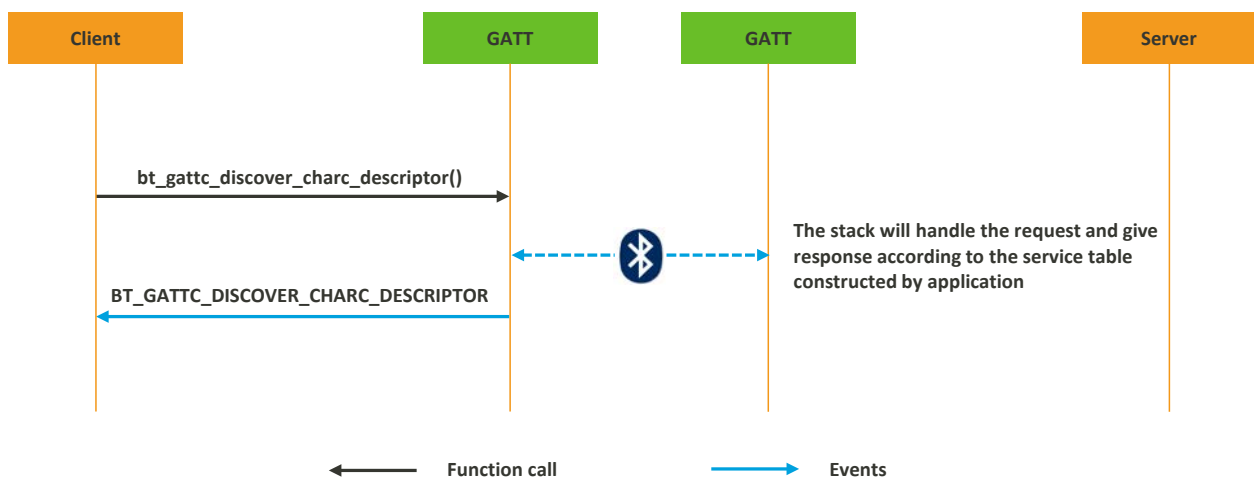 Client
GATT
GATT
Server
bt_gattc_discover_charc_descriptor()
The stack will handle the request and give
response according to the service table
constructed by application
BT_GATTC_DISCOVER_CHARC_DESCRIPTOR
Function call
Events